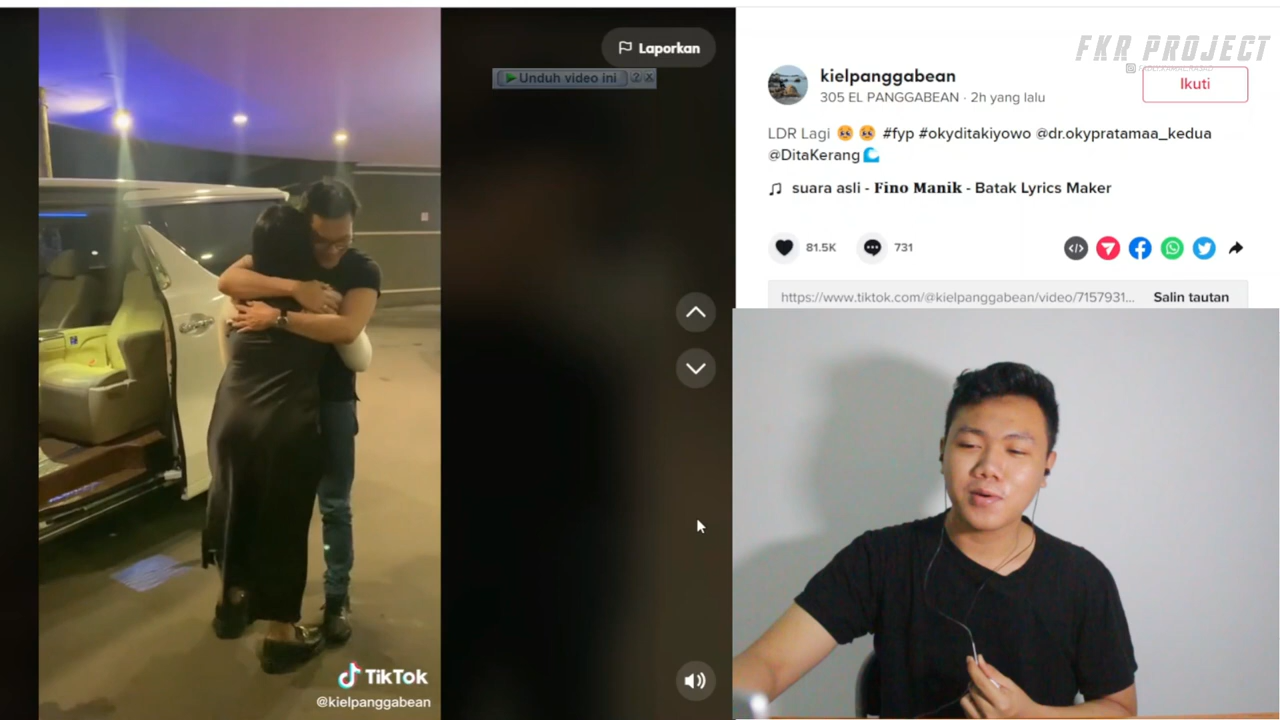 Laporkan
Unduh video ini
FKR PROJECT
kielpanggabean
305 EL PANGGABEAN · 2h yang lalu
Ikuti
LDR Lagi 🥺 🥺 #fyp #okyditakiyowo @dr.okypratamaa_kedua
@DitaKerang🌊
♫ suara asli - Fino Manik - Batak Lyrics Maker
81.5K
731
https://www.tiktok.com/@kielpanggabean/video/7157931...
Salin tautan
TikTok
@kielpanggabean